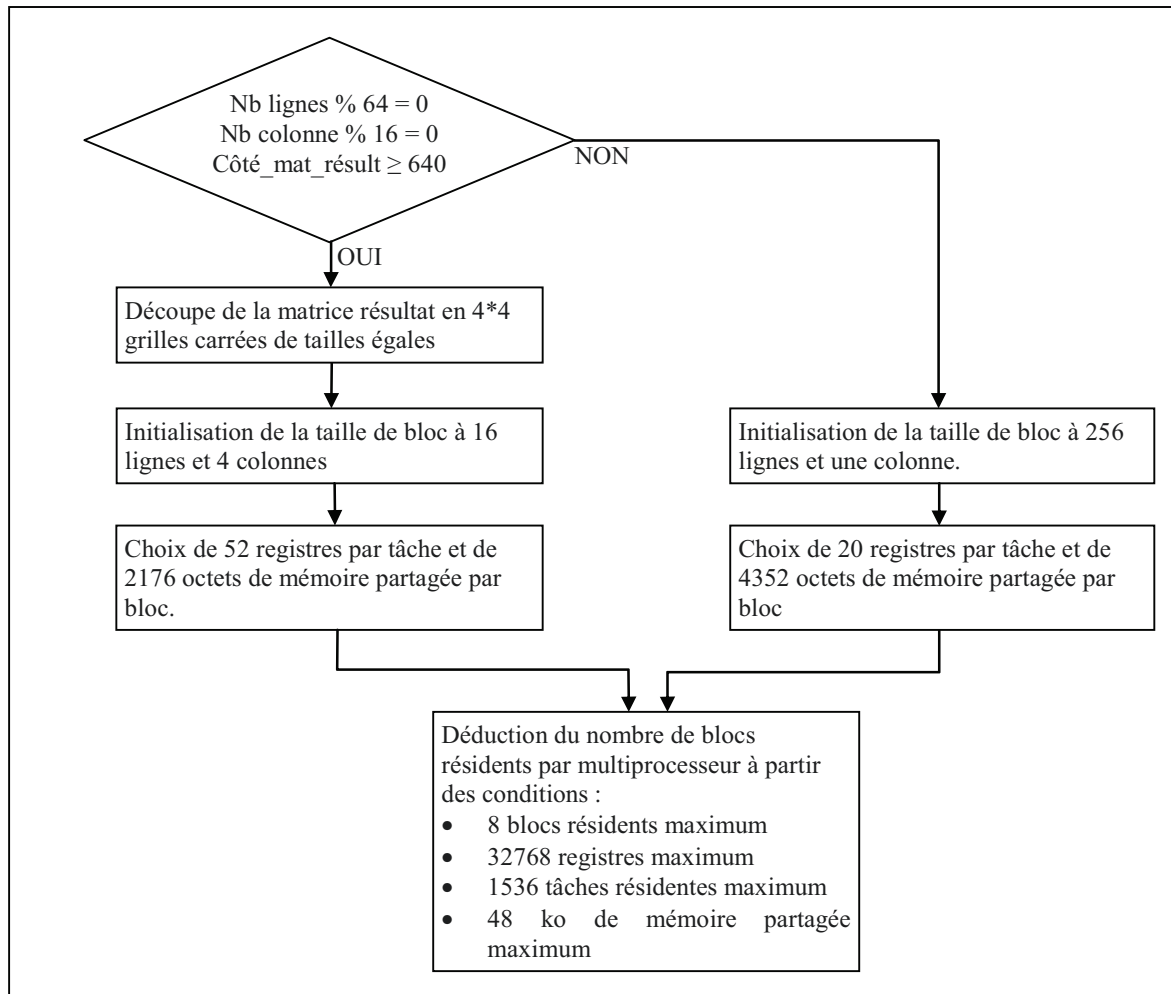 Nb lignes % 64 = 0
Nb colonne % 16 = 0
Côté_mat_résult ≥ 640
NON
OUI
Découpe de la matrice résultat en 4*4
grilles carrées de tailles égales
Initialisation de la taille de bloc à 16
lignes et 4 colonnes
Choix de 52 registres par tâche et de
2176 octets de mémoire partagée par
bloc.
Initialisation de la taille de bloc à 256
lignes et une colonne.
Choix de 20 registres par tâche et de
4352 octets de mémoire partagée par
bloc
Déduction du nombre de blocs
résidents par multiprocesseur à partir
des conditions :
• 8 blocs résidents maximum
• 32768 registres maximum
• 1536 tâches résidentes maximum
• 48 ko de mémoire partagée
maximum